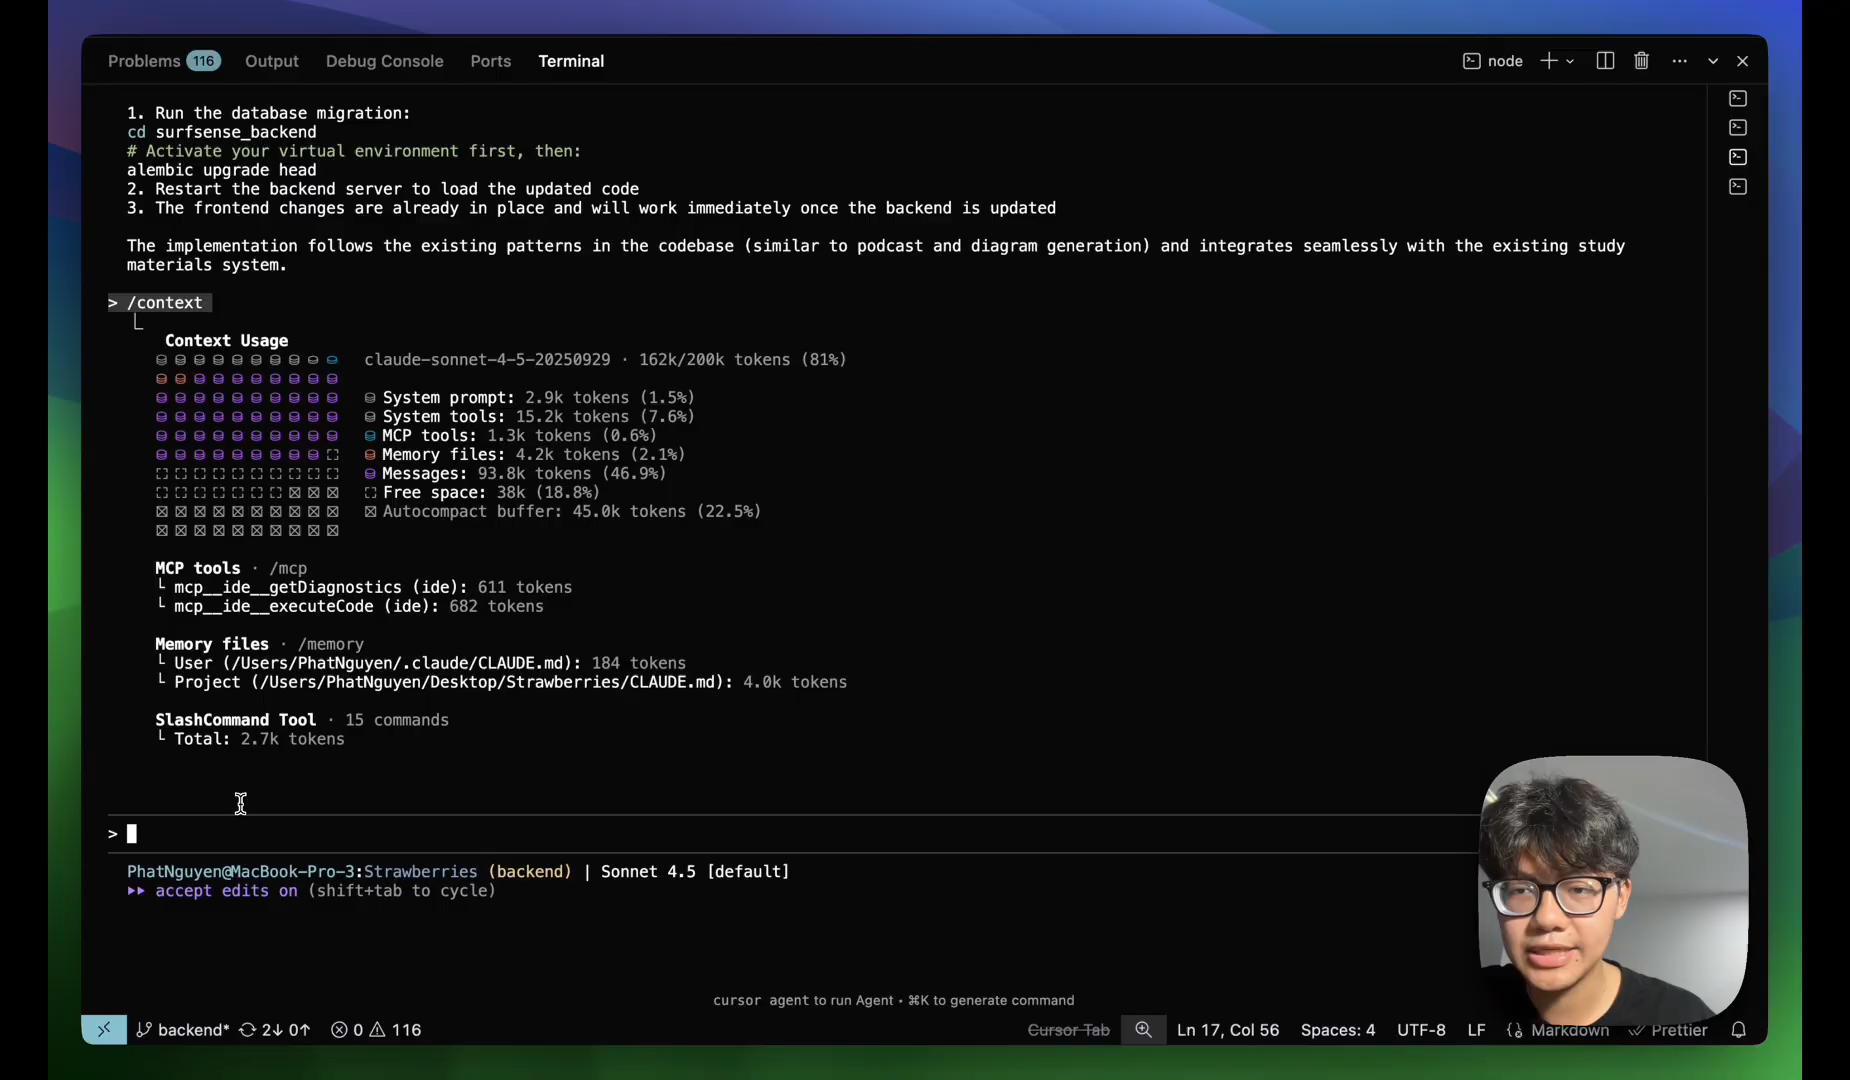 Problems 116 Output Debug Console Ports Terminal node
1. Run the database migration:
cd surfsense_backend
# Activate your virtual environment first, then:
alembic upgrade head
2. Restart the backend server to load the updated code
3. The frontend changes are already in place and will work immediately once the backend is updated
The implementation follows the existing patterns in the codebase (similar to podcast and diagram generation) and integrates seamlessly with the existing study
materials system.
> /context
Context Usage
claude-sonnet-4-5-20250929 · 162k/200k tokens (81%)
System prompt: 2.9k tokens (1.5%)
System tools: 15.2k tokens (7.6%)
MCP tools: 1.3k tokens (0.6%)
Memory files: 4.2k tokens (2.1%)
Messages: 93.8k tokens (46.9%)
Free space: 38k (18.8%)
Autocompact buffer: 45.0k tokens (22.5%)
MCP tools · /mcp
└ mcp__ide__getDiagnostics (ide): 611 tokens
└ mcp__ide__executeCode (ide): 682 tokens
Memory files · /memory
└ User (/Users/PhatNguyen/.claude/CLAUDE.md): 184 tokens
└ Project (/Users/PhatNguyen/Desktop/Strawberries/CLAUDE.md): 4.0k tokens
SlashCommand Tool · 15 commands
└ Total: 2.7k tokens
>
PhatNguyen@MacBook-Pro-3:Strawberries (backend) | Sonnet 4.5 [default]
accept edits on (shift+tab to cycle)
cursor agent to run Agent • ⌘K to generate command
backend* 2↓ 0↑ 0 116 Cursor Tab Ln 17, Col 56 Spaces: 4 UTF-8 LF Markdown Prettier